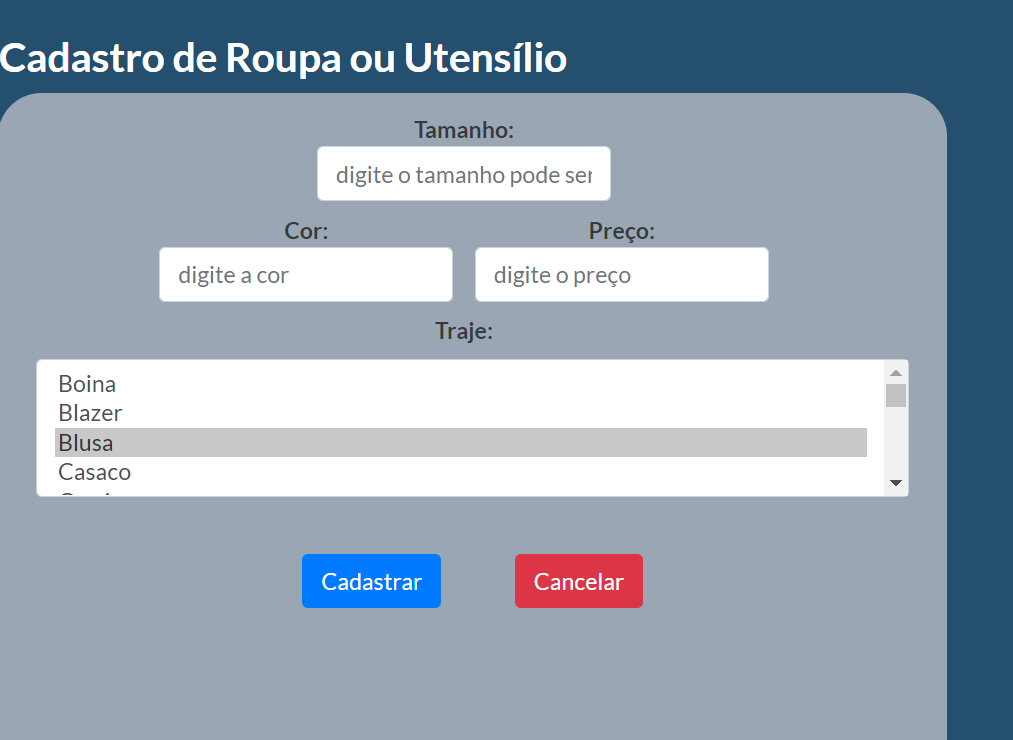 Cadastro de Roupa ou Utensílio
Tamanho:
digite o tamanho pode ser
Cor:
Preço:
digite a cor
digite o preço
Traje:
Boina
Blazer
Blusa
Casaco
Cadastrar
Cancelar